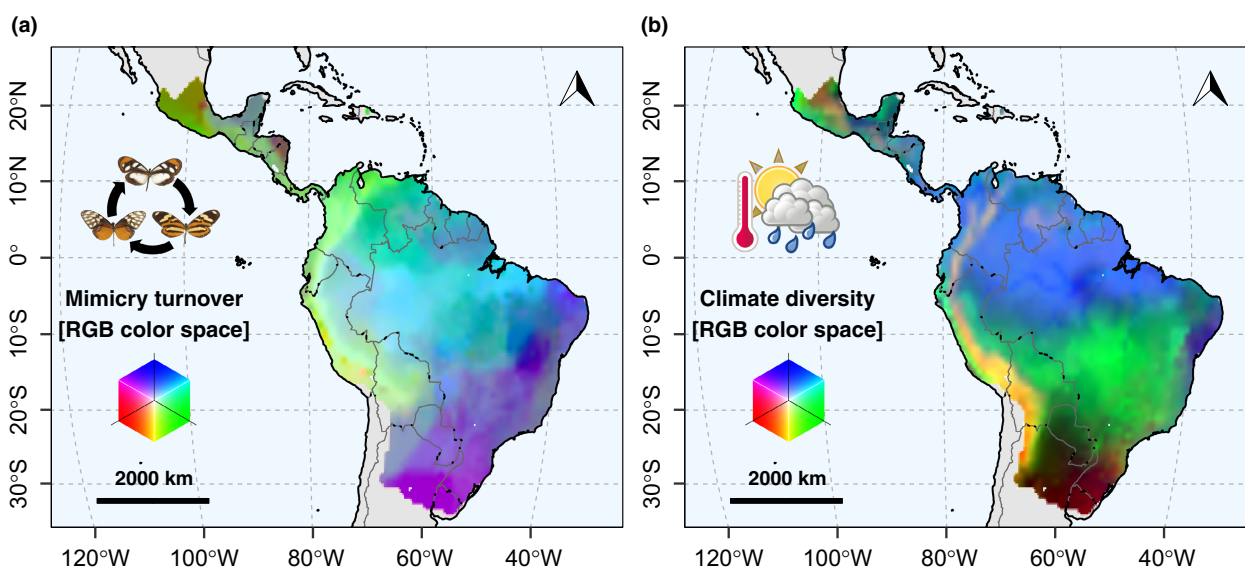 (a)
20°N
10°N
0°
10°S
20°S
30°S
Mimicry turnover
[RGB color space]
2000 km
120°W 100°W 80°W 60°W 40°W
(b)
20°N
10°N
0°
10°S
20°S
30°S
Climate diversity
[RGB color space]
2000 km
120°W 100°W 80°W 60°W 40°W